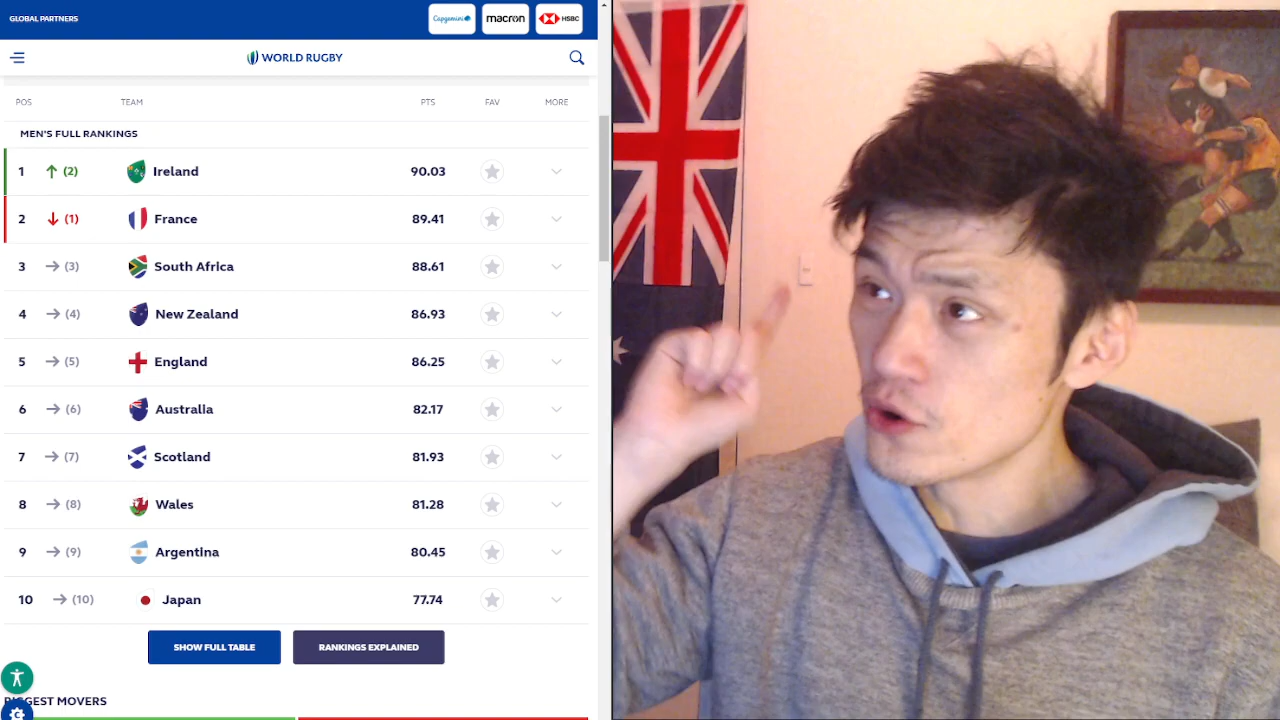 GLOBAL PARTNERS
Capgemini
macron
HSBC
WORLD RUGBY
POS TEAM PTS FAV MORE
MEN'S FULL RANKINGS
1 (2) Ireland 90.03
2 (1) France 89.41
3 (3) South Africa 88.61
4 (4) New Zealand 86.93
5 (5) England 86.25
6 (6) Australia 82.17
7 (7) Scotland 81.93
8 (8) Wales 81.28
9 (9) Argentina 80.45
10 (10) Japan 77.74
SHOW FULL TABLE
RANKINGS EXPLAINED
BIGGEST MOVERS